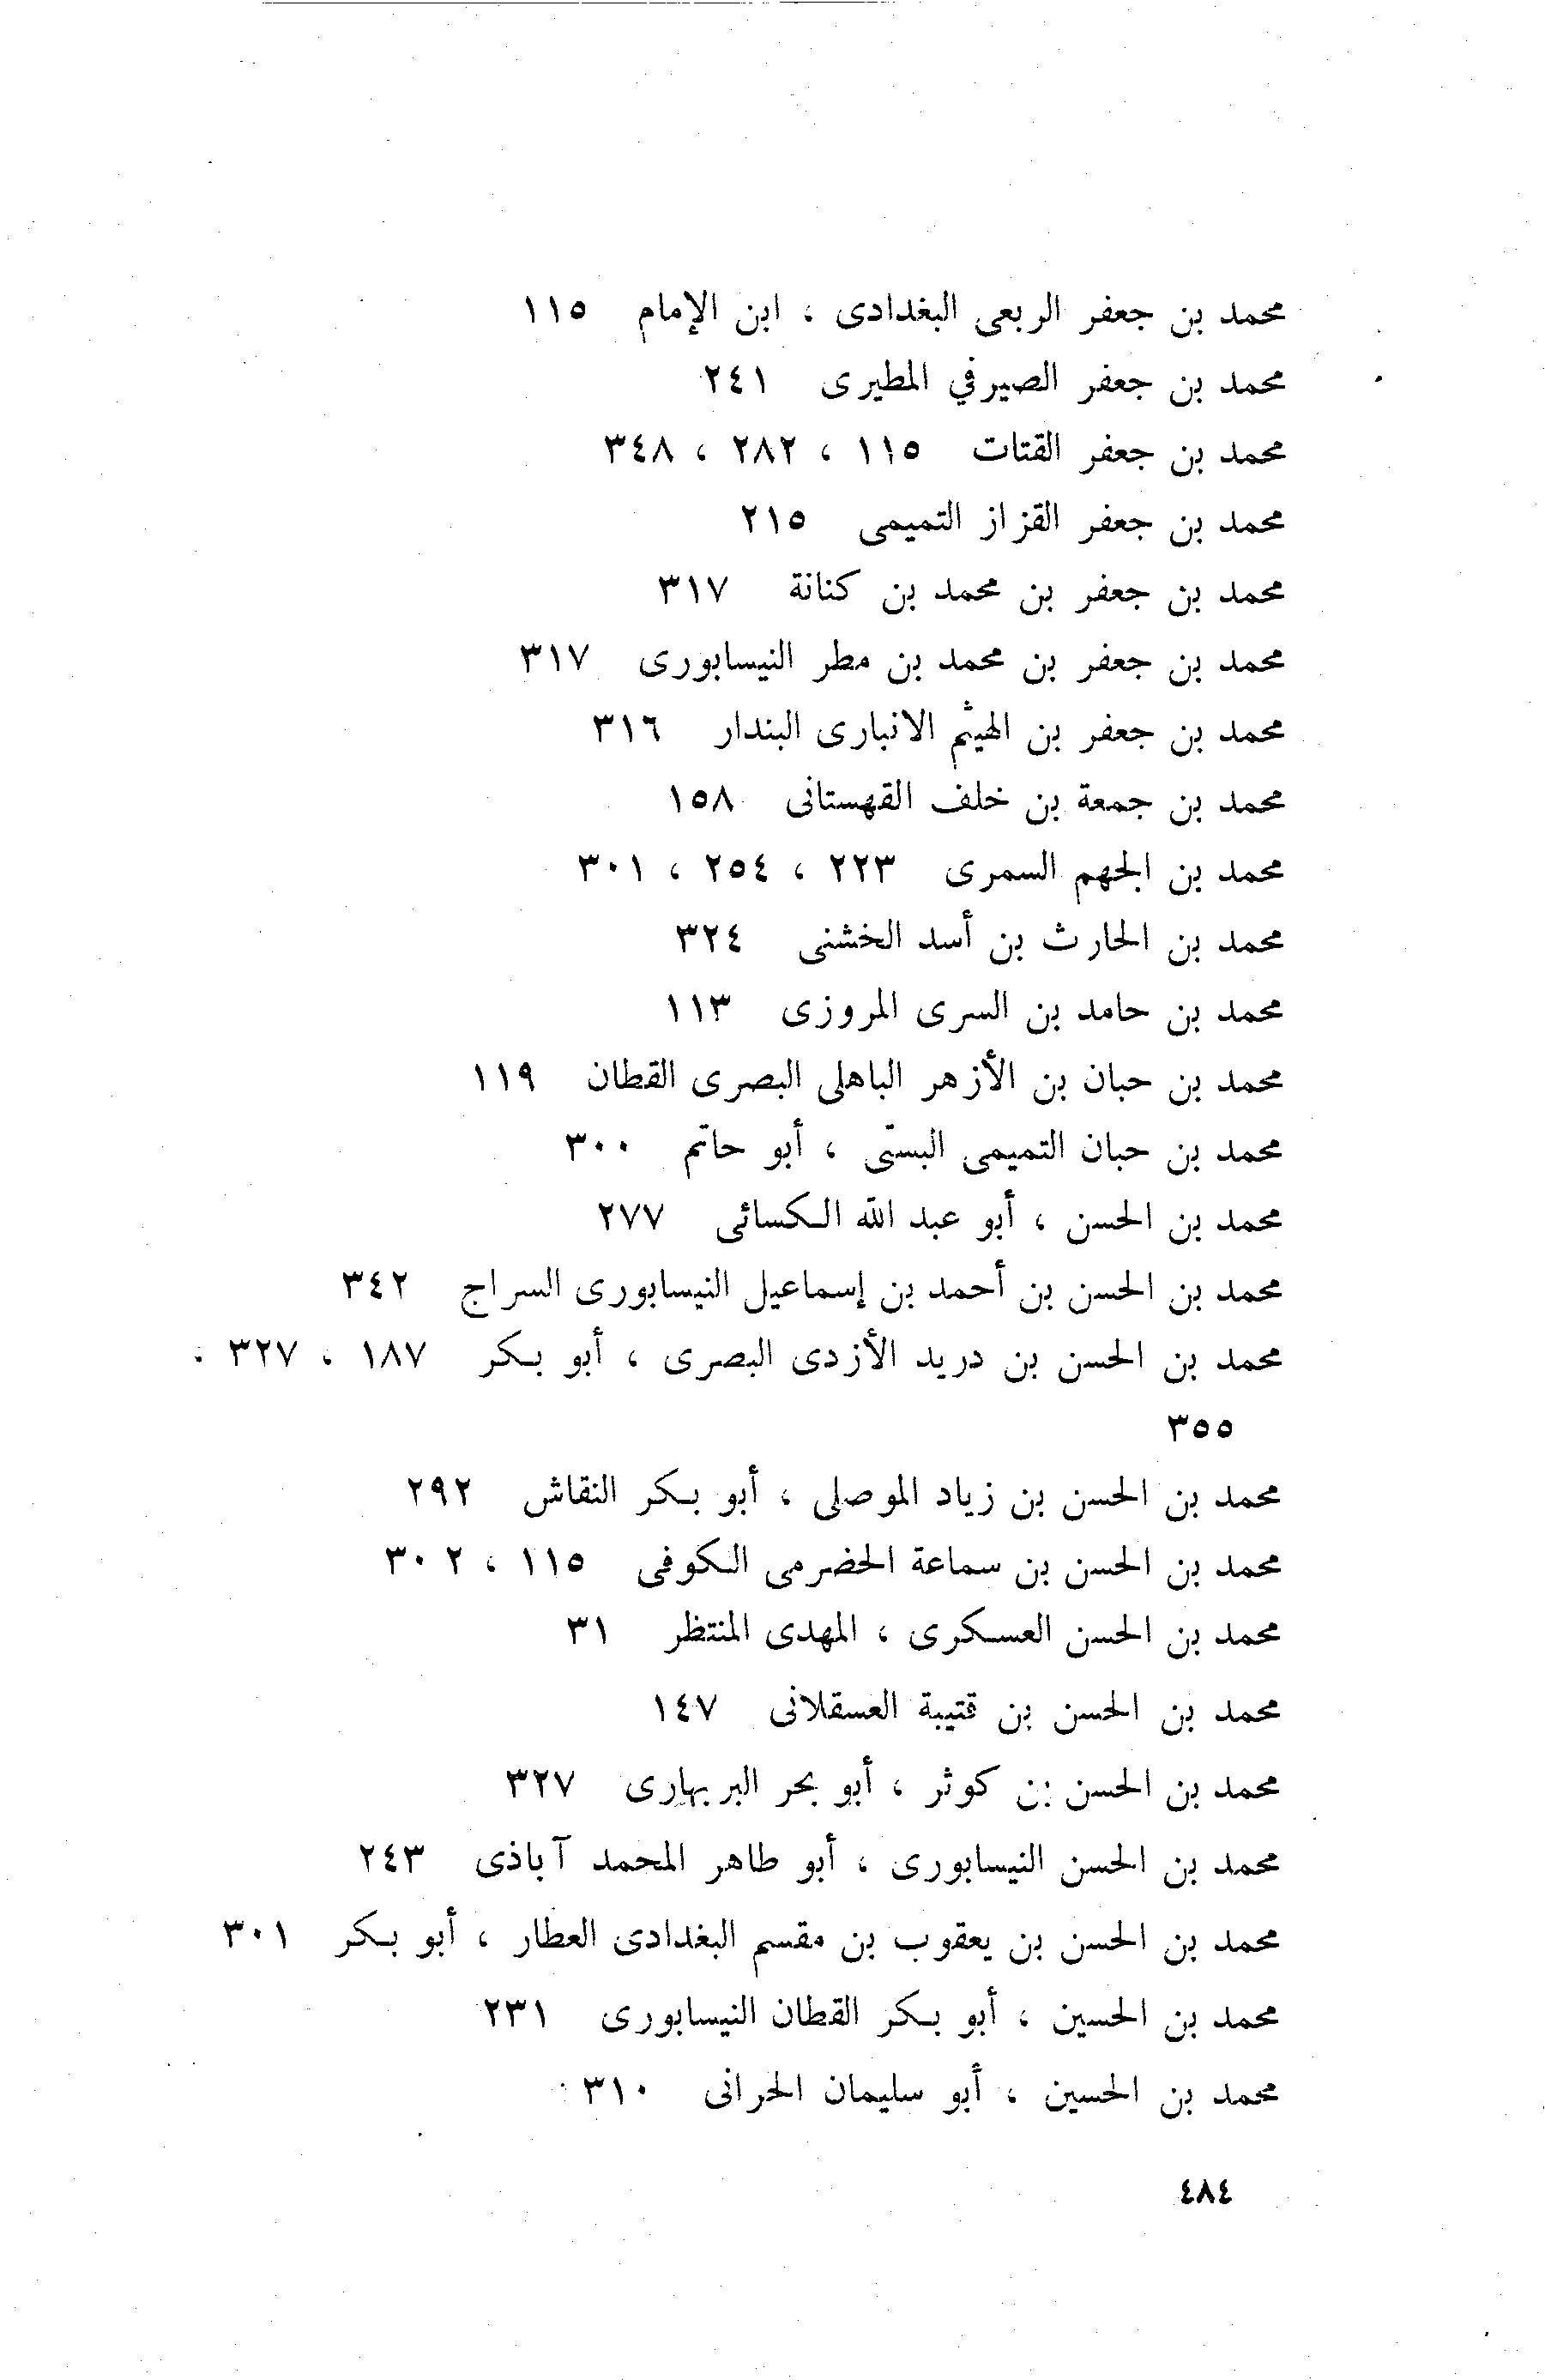 محمد بن جعفر الربعى البغدادى ، ابن الإمام ١١٥
محمد بن جعفر الصيرفي المطيرى ٢٤١
محمد بن جعفر القتات ١١٥ ، ٢٨٢ ، ٣٤٨
محمد بن جعفر القزاز التميمى ٢١٥
محمد بن جعفر بن محمد بن كنانة ٣١٧
محمد بن جعفر بن محمد بن مطر النيسابورى ٣١٧
محمد بن جعفر بن الهيثم الانبارى البندار ٣١٦
محمد بن جمعة بن خلف القهستانى ١٥٨
محمد بن الجهم السمرى ٢٢٣ ، ٢٥٤ ، ٣٠١
محمد بن الحارث بن أسد الخشنى ٣٢٤
محمد بن حامد بن السرى المروزى ١١٣
محمد بن حبان بن الأزهر الباهلى البصرى القطان ١١٩
محمد بن حبان التميمى البستى ، أبو حاتم ٣٠٠
محمد بن الحسن ، أبو عبد الله الكسائى ٢٧٧
محمد بن الحسن بن أحمد بن إسماعيل النيسابورى السراج ٣٤٢
محمد بن الحسن بن دريد الأزدى البصرى ، أبو بكر ١٨٧ ، ٣٢٧ ،
٣٥٥
محمد بن الحسن بن زياد الموصلى ، أبو بكر النقاش ٢٩٢
محمد بن الحسن بن سماعة الحضرمى الكوفى ١١٥ ، ٣٠٢
محمد بن الحسن العسكرى ، المهدى المنتظر ٣١
محمد بن الحسن بن قتيبة العسقلانى ١٤٧
محمد بن الحسن بن كوثر ، أبو بحر البربهارى ٣٢٧
محمد بن الحسن النيسابورى ، أبو طاهر المحمد آباذى ٢٤٣
محمد بن الحسن بن يعقوب بن مقسم البغدادى العطار ، أبو بكر ٣٠١
محمد بن الحسين ، أبو بكر القطان النيسابورى ٢٣١
محمد بن الحسين ، أبو سليمان الحرانى ٣١٠
٤٨٤